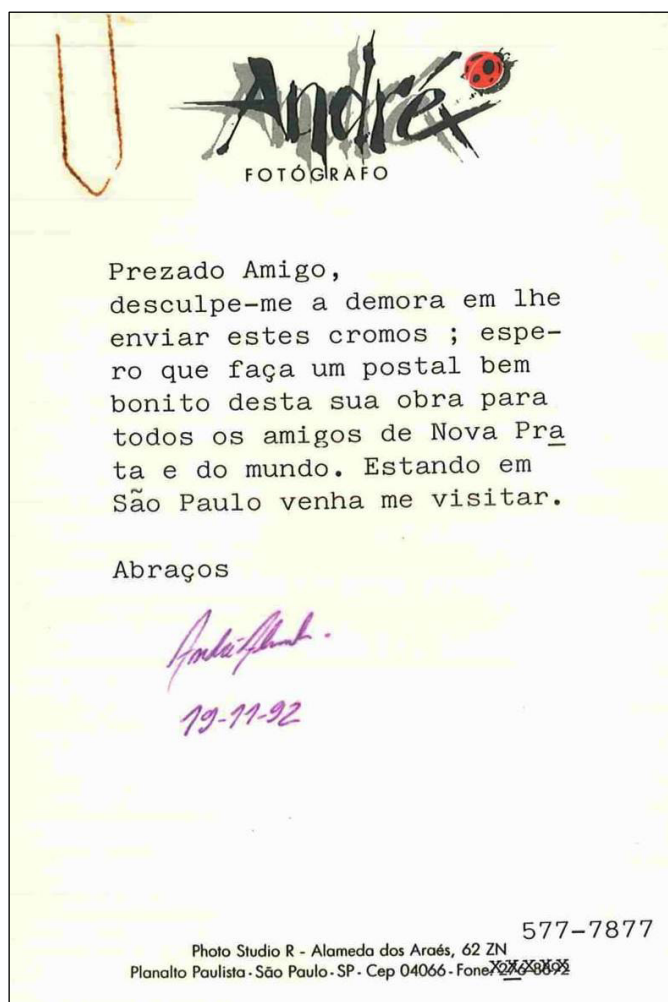 André
FOTÓGRAFO
Prezado Amigo,
desculpe-me a demora em lhe
enviar estes cromos ; espe-
ro que faça um postal bem
bonito desta sua obra para
todos os amigos de Nova Pra
ta e do mundo. Estando em
São Paulo venha me visitar.
Abraços
André
19-11-92
577-7877
Photo Studio R - Alameda dos Araés, 62 ZN
Planalto Paulista - São Paulo - SP - Cep 04066 - Fone: